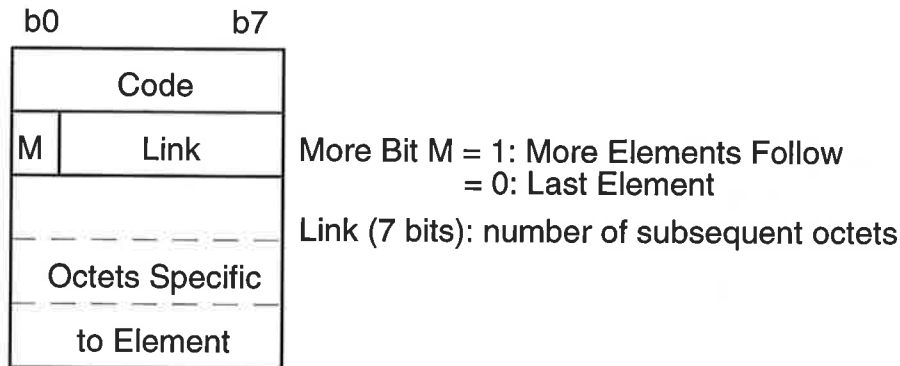 b0 b7
Code
M Link
More Bit M = 1: More Elements Follow
= 0: Last Element
Link (7 bits): number of subsequent octets
Octets Specific
to Element